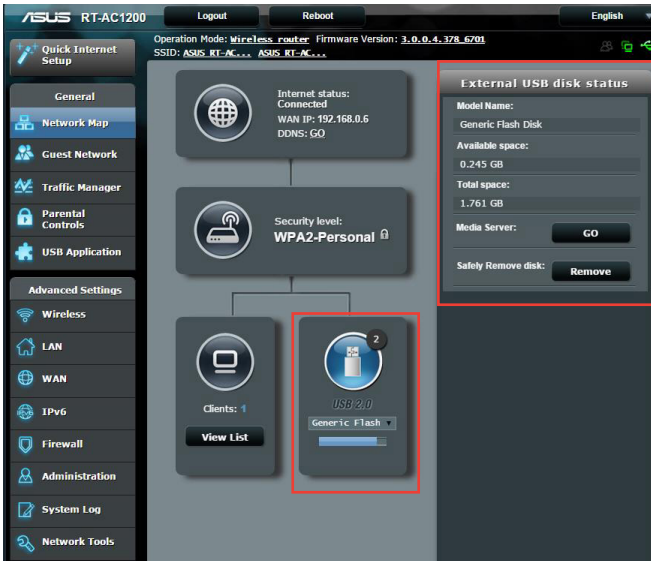 ASUS RT-AC1200
Logout
Reboot
English
Quick Internet
Setup
Operation Mode: Wireless router Firmware Version: 3.0.0.4.378_6701
SSID: ASUS RT-AC... ASUS RT-AC...
General
Network Map
Guest Network
Traffic Manager
Parental
Controls
USB Application
Advanced Settings
Wireless
LAN
WAN
IPv6
Firewall
Administration
System Log
Network Tools
Internet status:
Connected
WAN IP: 192.168.0.6
DDNS: GO
Security level:
WPA2-Personal
Clients: 1
View List
2
USB 2.0
Generic Flash
External USB disk status
Model Name:
Generic Flash Disk
Available space:
0.245 GB
Total space:
1.761 GB
Media Server:
GO
Safely Remove disk:
Remove